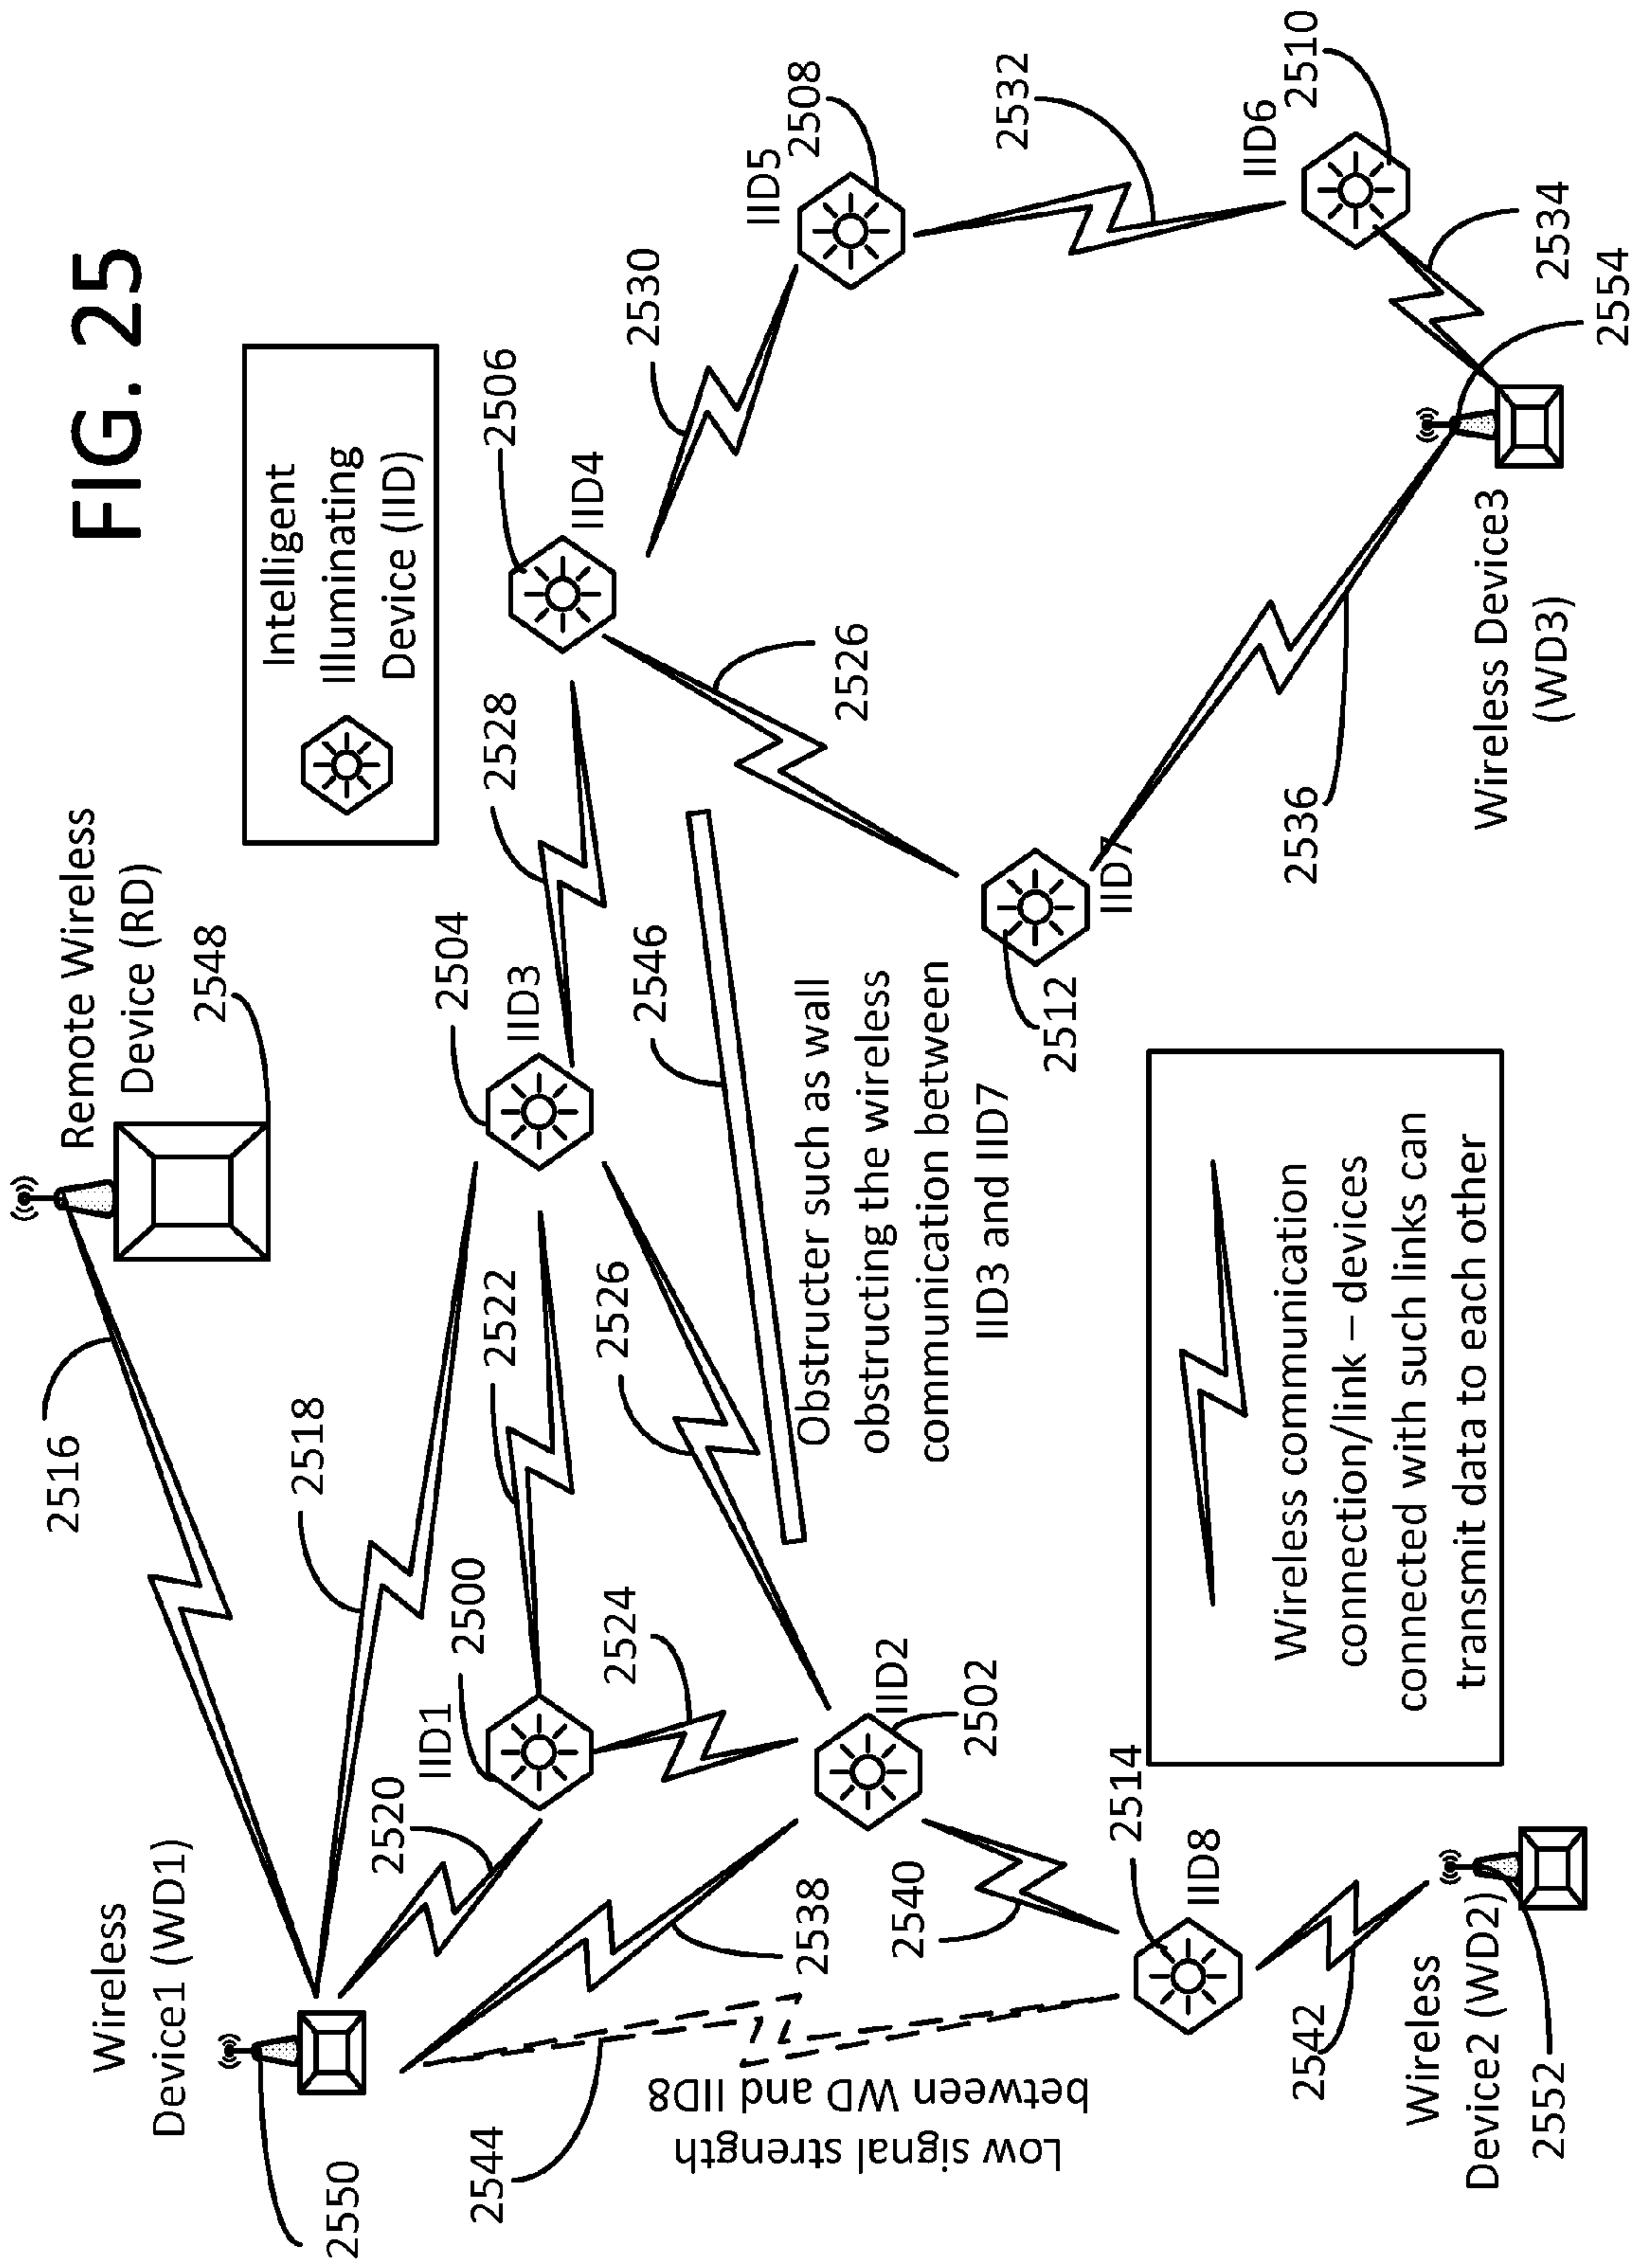 FIG. 25
Remote Wireless
Device (RD)
2548
Intelligent
Illuminating
Device (IID)
Wireless
Device1 (WD1)
2550
2516
2518
2520
IID1
2500
2522
2504
IID3
2528
2506
IID4
2530
IID5
2508
2532
IID6
2510
2534
2554
2526
2546
2526
2524
Obstructer such as wall
obstructing the wireless
communication between
IID3 and IID7
2512
IID7
2536
Wireless Device3
(WD3)
IID2
2502
2538
2540
2544
Low signal strength
between WD and IID8
2514
IID8
2542
Wireless
Device2 (WD2)
2552
Wireless communication
connection/link – devices
connected with such links can
transmit data to each other